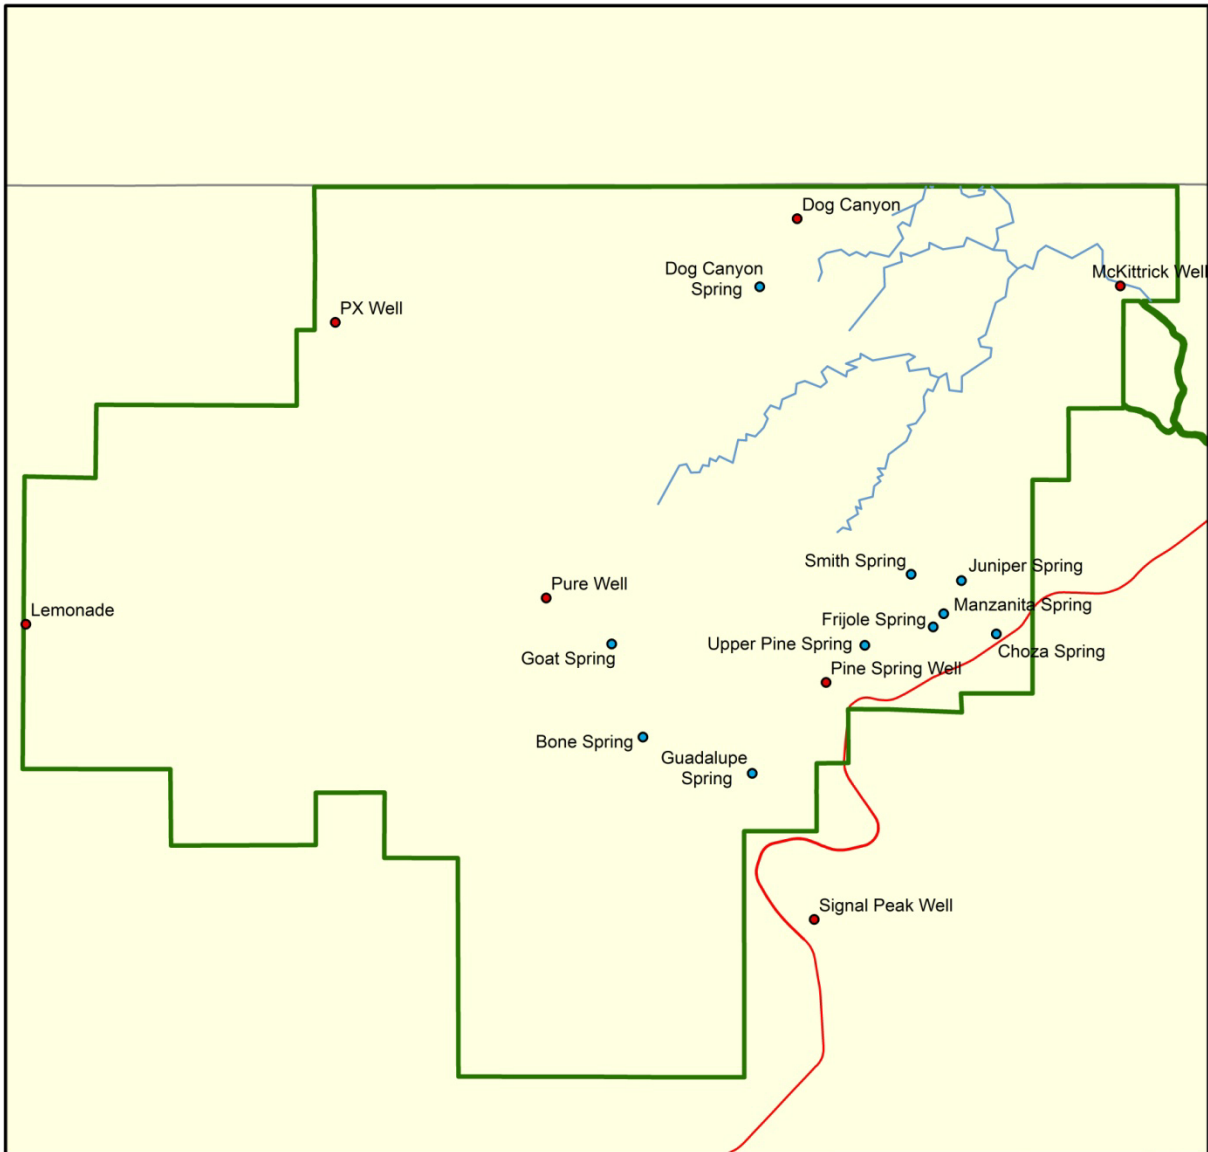 Dog Canyon
Dog Canyon
Spring
McKittrick Well
PX Well
Smith Spring
Juniper Spring
Pure Well
Lemonade
Manzanita Spring
Frijole Spring
Upper Pine Spring
Choza Spring
Goat Spring
Pine Spring Well
Bone Spring
Guadalupe
Spring
Signal Peak Well